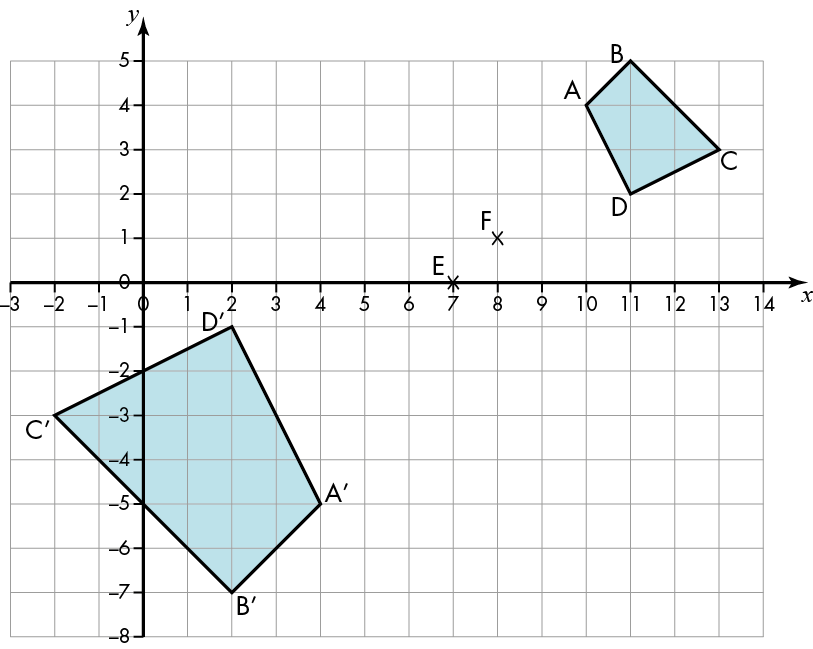 y
5
B
A
4
3
C
2
D
F
1
E
0
–3 –2 –1 0 1 2 3 4 5 6 7 8 9 10 11 12 13 14 x
D′
–1
–2
–3
C′
–4
A′
–5
–6
–7
B′
–8